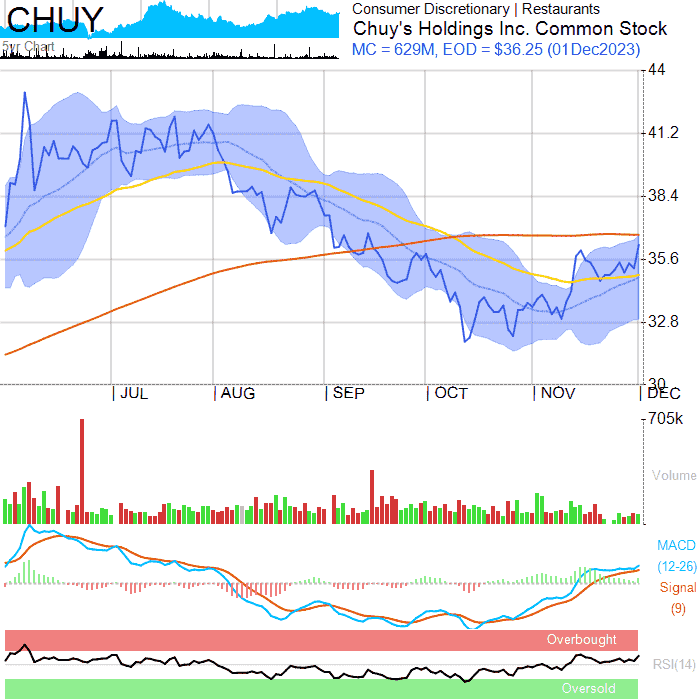 CHUY
5yr Chart
Consumer Discretionary | Restaurants
Chuy's Holdings Inc. Common Stock
MC = 629M, EOD = $36.25 (01Dec2023)
44
41.2
38.4
35.6
32.8
30
JUL AUG SEP OCT NOV DEC
705k
Volume
MACD
(12-26)
Signal
(9)
Overbought
RSI(14)
Oversold